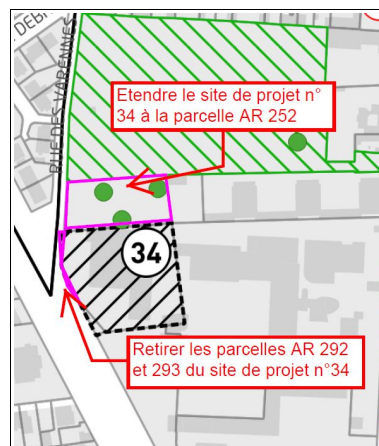 DEBR
RUE DES VARENNES
Etendre le site de projet n°
34 à la parcelle AR 252
34
Retirer les parcelles AR 292
et 293 du site de projet n°34